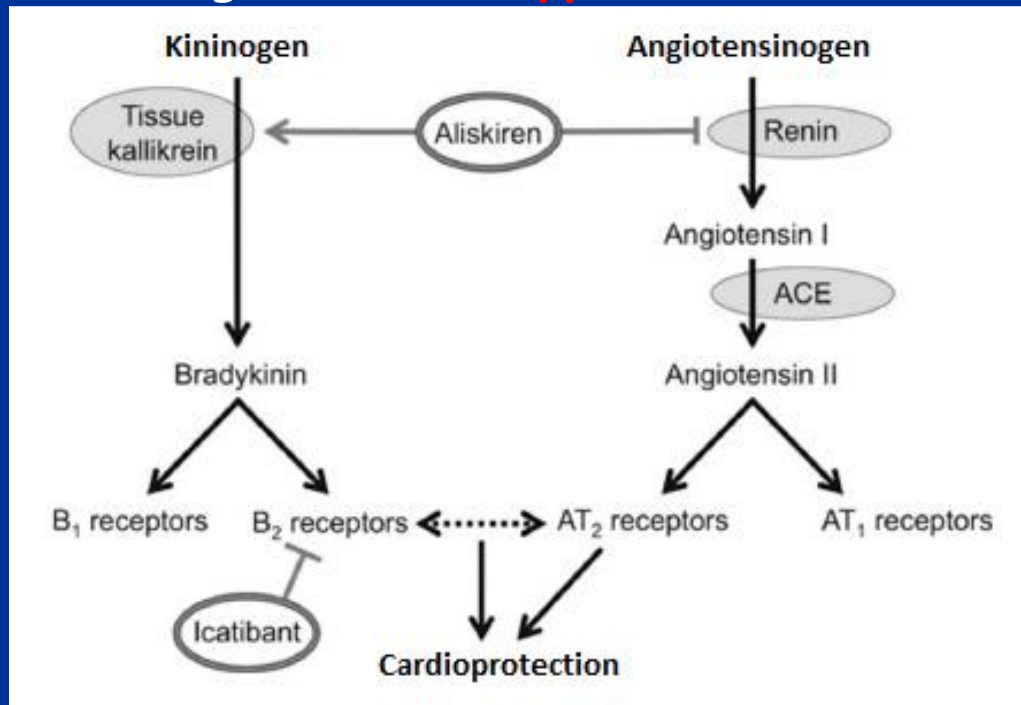 Kininogen
Angiotensinogen
Tissue
kallikrein
Aliskiren
Renin
Angiotensin I
ACE
Bradykinin
Angiotensin II
B₁ receptors
B₂ receptors
AT₂ receptors
AT₁ receptors
Icatibant
Cardioprotection